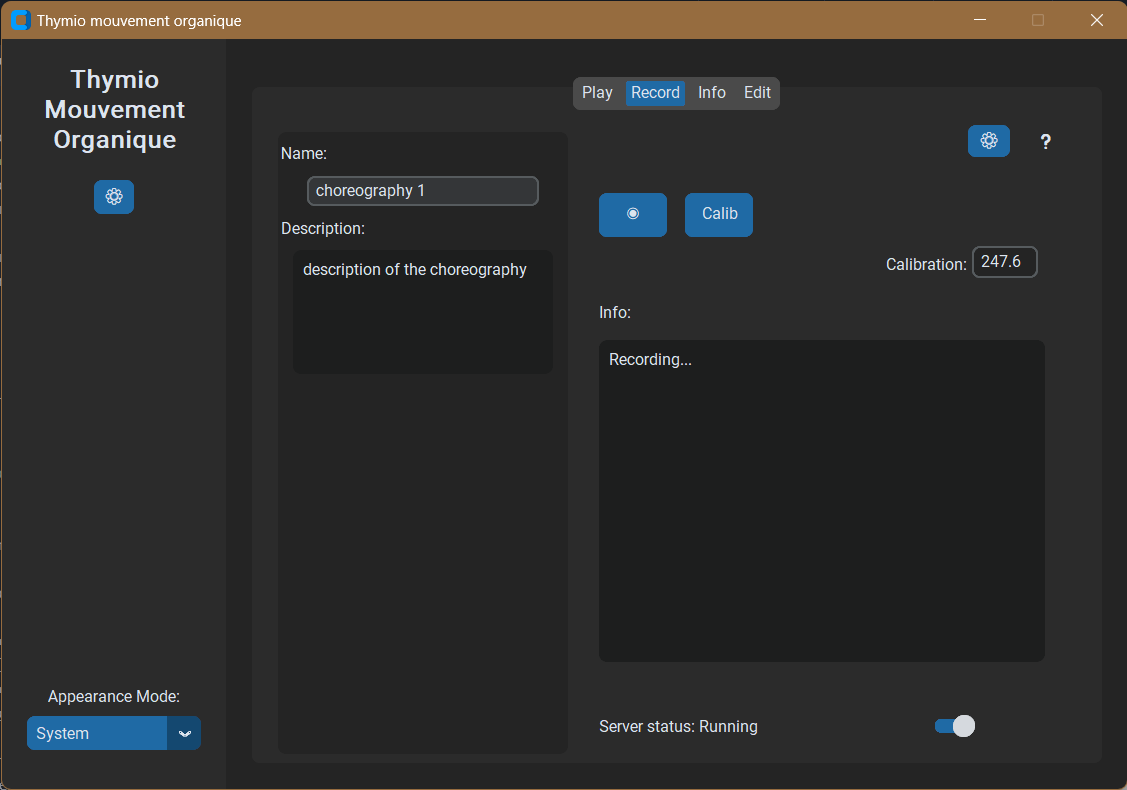 Thymio mouvement organique
Thymio
Mouvement
Organique
Appearance Mode:
System
Play Record Info Edit
Name:
choreography 1
Description:
description of the choreography
?
Calib
Calibration: 247.6
Info:
Recording...
Server status: Running